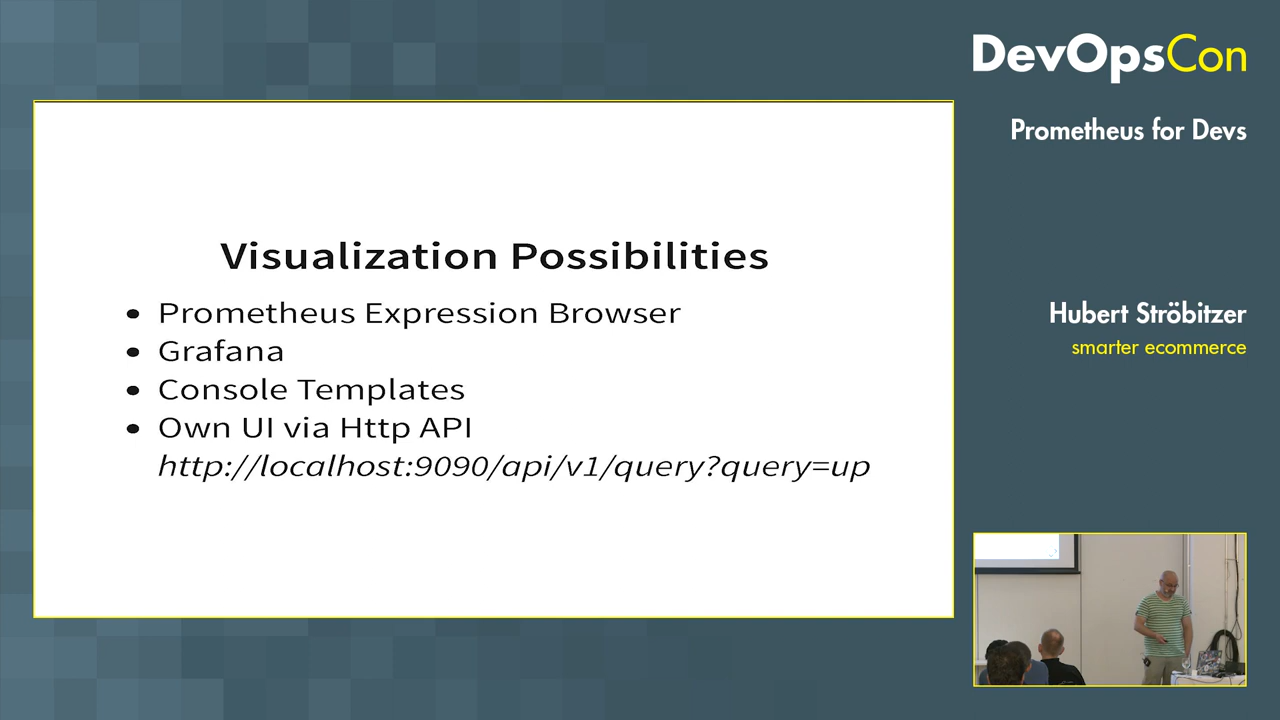 DevOpsCon
Prometheus for Devs
Visualization Possibilities
• Prometheus Expression Browser
• Grafana
• Console Templates
• Own UI via Http API
http://localhost:9090/api/v1/query?query=up
Hubert Ströbitzer
smarter ecommerce